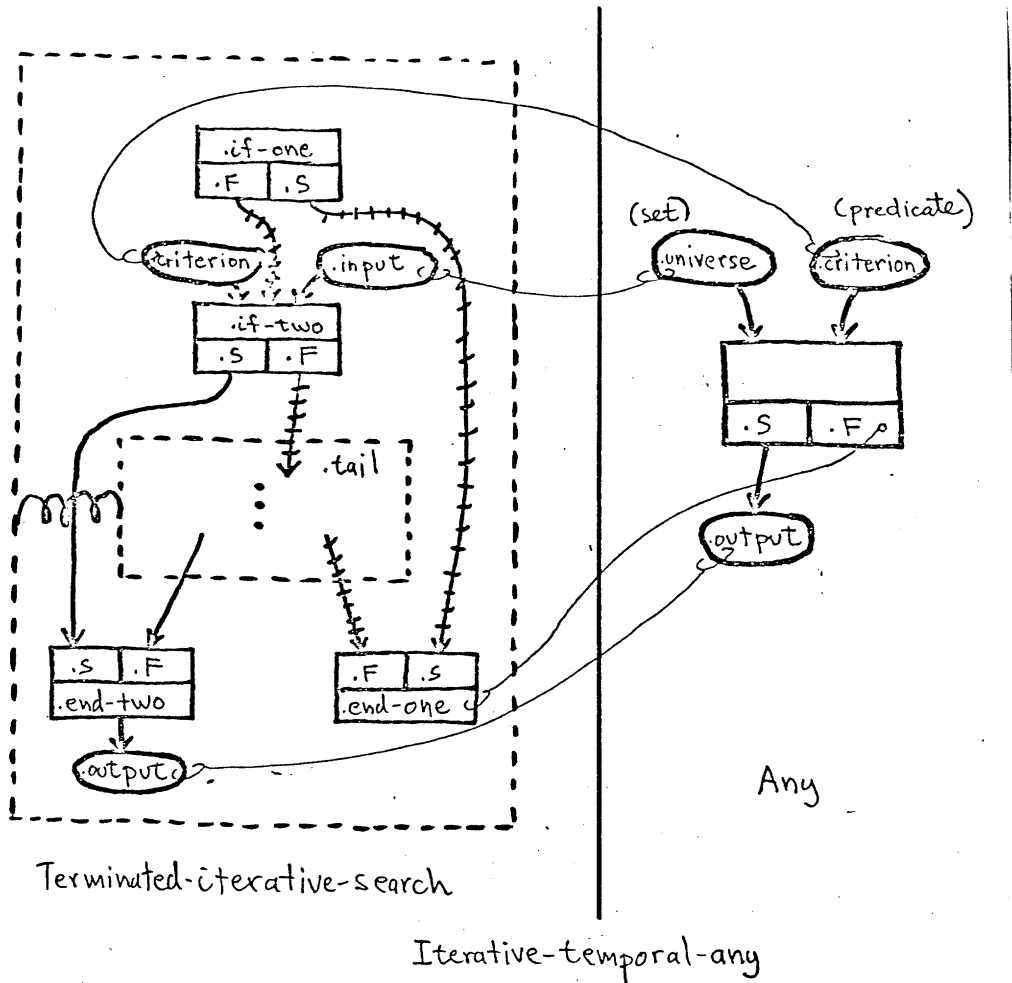 .if-one
.F .S
(set) (predicate)
.criterion .input .universe .criterion
.if-two
.S .F
.S .F
.tail
.output
.S .F .F .S
.end-two .end-one
.output
Any
Terminated-iterative-search
Iterative-temporal-any